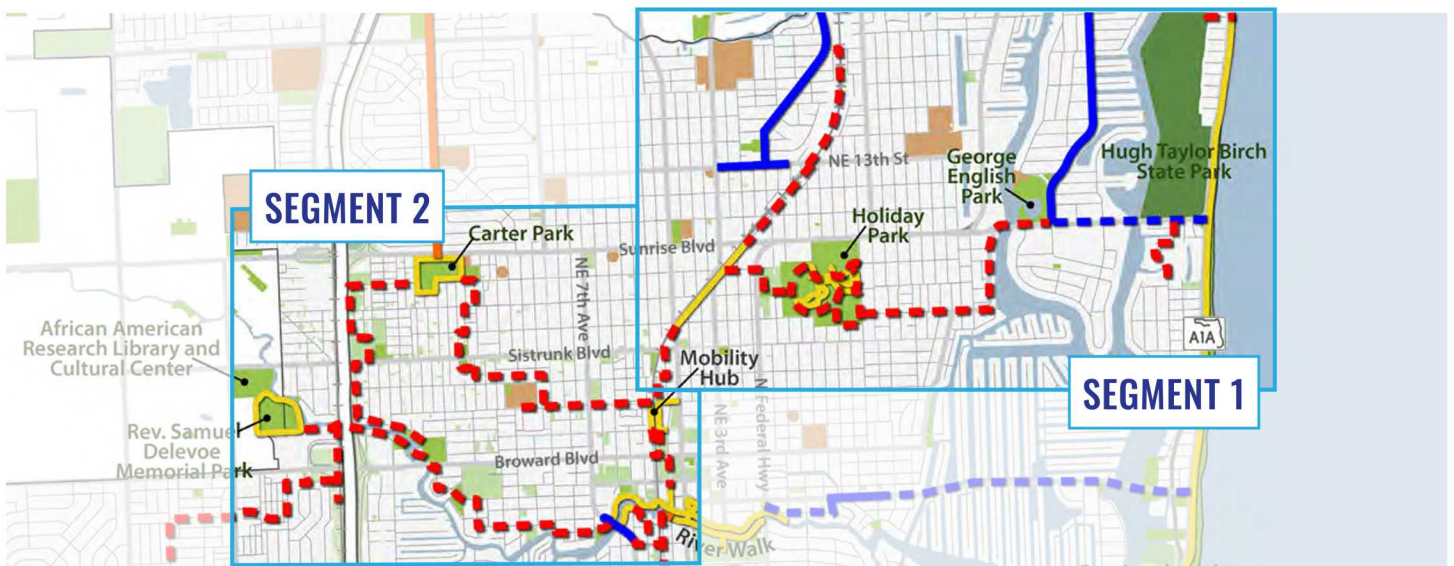 NE 13th St
George
English
Park
Hugh Taylor Birch
State Park
SEGMENT 2
Carter Park
Holiday
Park
Sunrise Blvd
NE 7th Ave
African American
Research Library and
Cultural Center
Sistrunk Blvd
Mobility
Hub
A1A
SEGMENT 1
NE 3rd Ave
N Federal Hwy
Rev. Samuel
Delevoe
Memorial Park
Broward Blvd
River Walk